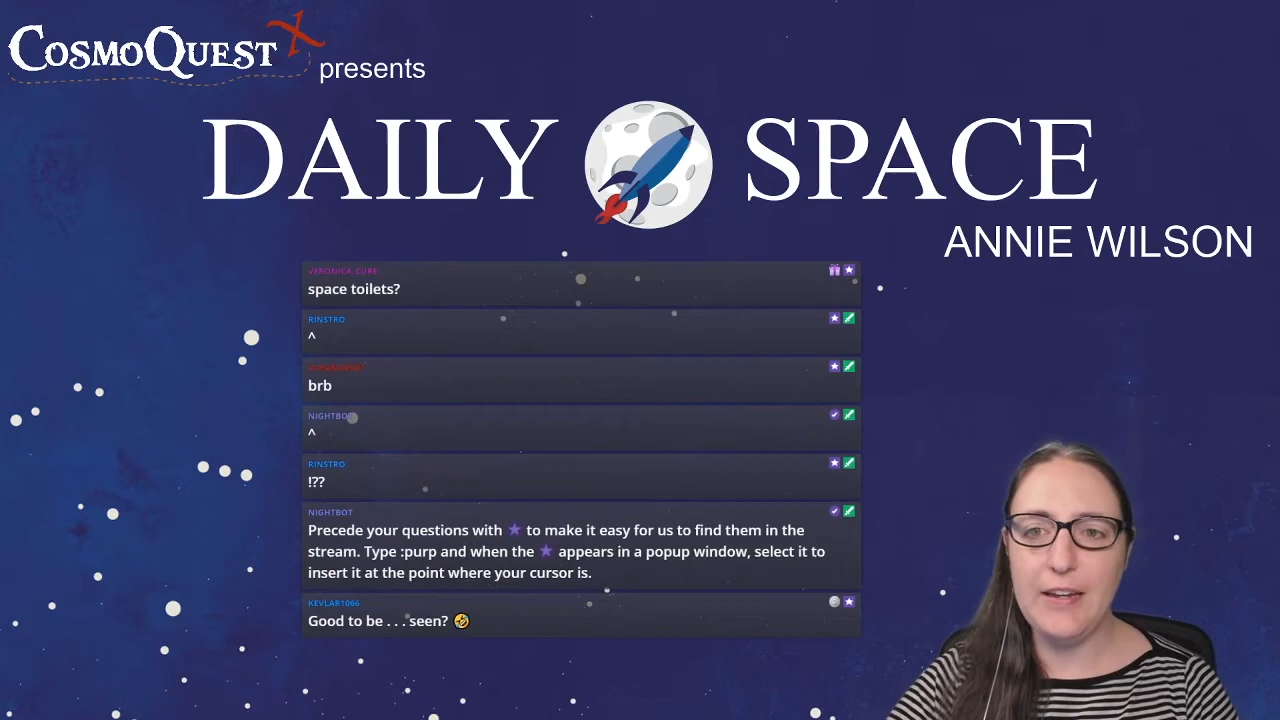 CosmoQuest X
presents
DAILY SPACE
ANNIE WILSON
VERONICA_CURE
space toilets?
RINSTRO
^
brb
NIGHTBOT
^
RINSTRO
!??
NIGHTBOT
Precede your questions with ★ to make it easy for us to find them in the
stream. Type :purp and when the ★ appears in a popup window, select it to
insert it at the point where your cursor is.
KEVLAR1066
Good to be . . . seen? 🤣